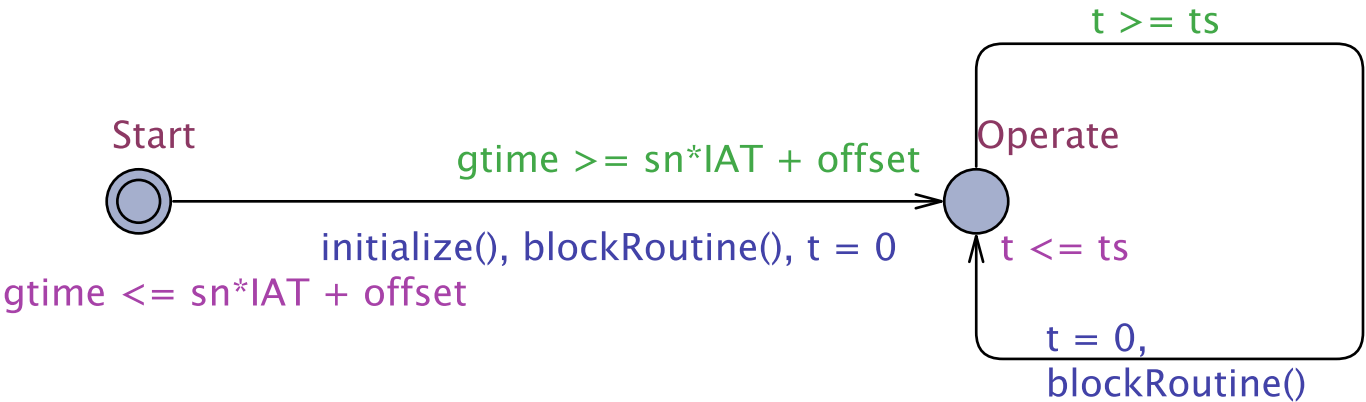 t >= ts
Start
Operate
gtime >= sn*IAT + offset
initialize(), blockRoutine(), t = 0
t <= ts
gtime <= sn*IAT + offset
t = 0,
blockRoutine()